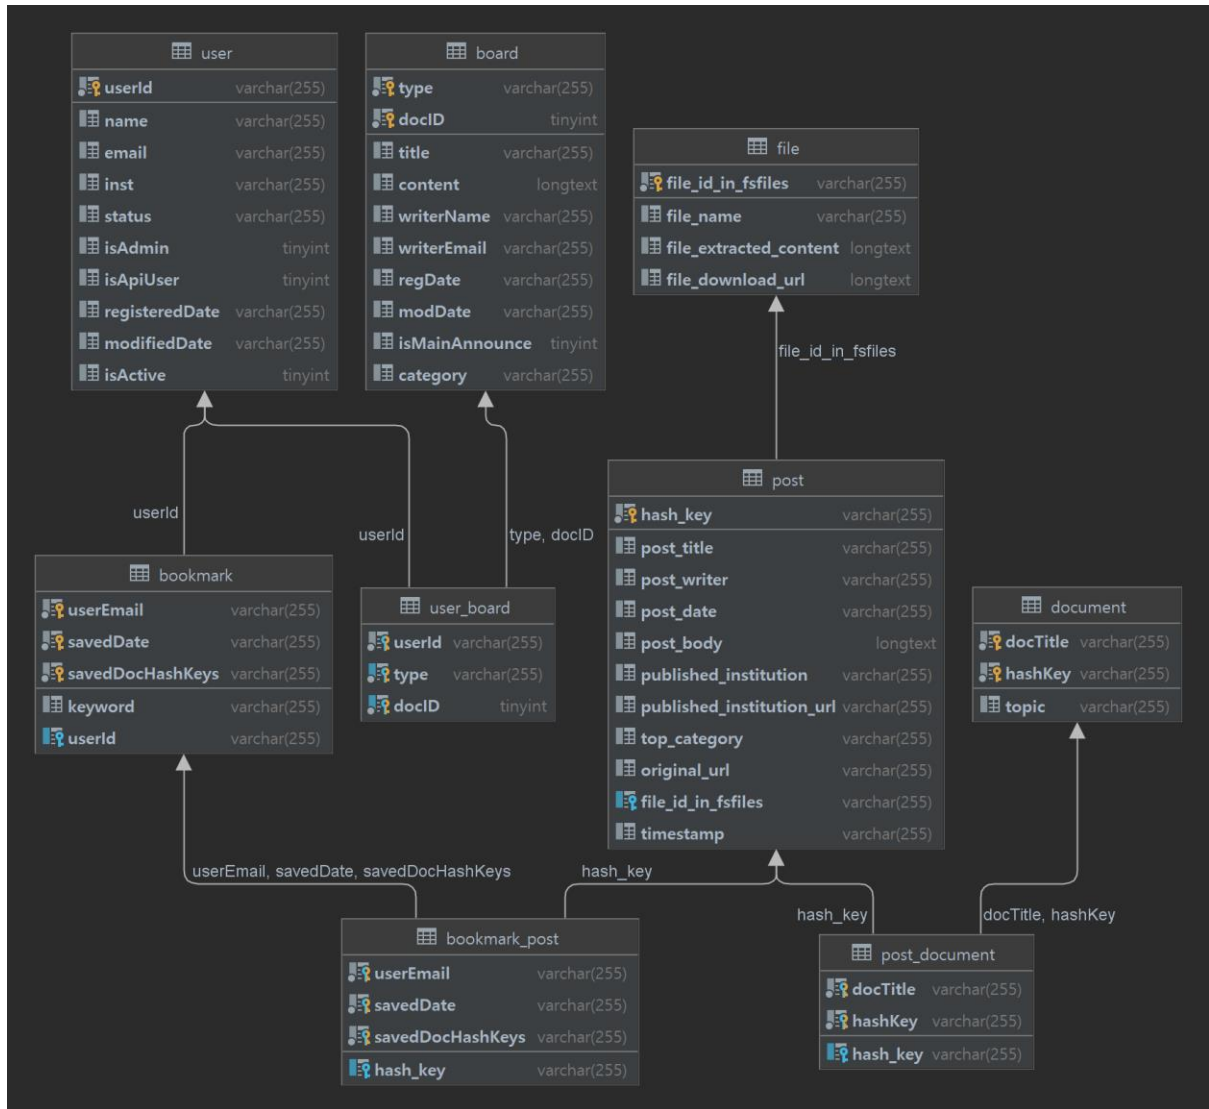 user
userId varchar(255)
name varchar(255)
email varchar(255)
inst varchar(255)
status varchar(255)
isAdmin tinyint
isApiUser tinyint
registeredDate varchar(255)
modifiedDate varchar(255)
isActive tinyint
board
type varchar(255)
docID tinyint
title varchar(255)
content longtext
writerName varchar(255)
writerEmail varchar(255)
regDate varchar(255)
modDate varchar(255)
isMainAnnounce tinyint
category varchar(255)
file
file_id_in_fsfiles varchar(255)
file_name varchar(255)
file_extracted_content longtext
file_download_url longtext
file_id_in_fsfiles
userId
userId
type, docID
bookmark
userEmail varchar(255)
savedDate varchar(255)
savedDocHashKeys varchar(255)
keyword varchar(255)
userId varchar(255)
user_board
userId varchar(255)
type varchar(255)
docID tinyint
post
hash_key varchar(255)
post_title varchar(255)
post_writer varchar(255)
post_date varchar(255)
post_body longtext
published_institution varchar(255)
published_institution_url varchar(255)
top_category varchar(255)
original_url varchar(255)
file_id_in_fsfiles varchar(255)
timestamp varchar(255)
document
docTitle varchar(255)
hashKey varchar(255)
topic varchar(255)
userEmail, savedDate, savedDocHashKeys
hash_key
hash_key
docTitle, hashKey
bookmark_post
userEmail varchar(255)
savedDate varchar(255)
savedDocHashKeys varchar(255)
hash_key varchar(255)
post_document
docTitle varchar(255)
hashKey varchar(255)
hash_key varchar(255)